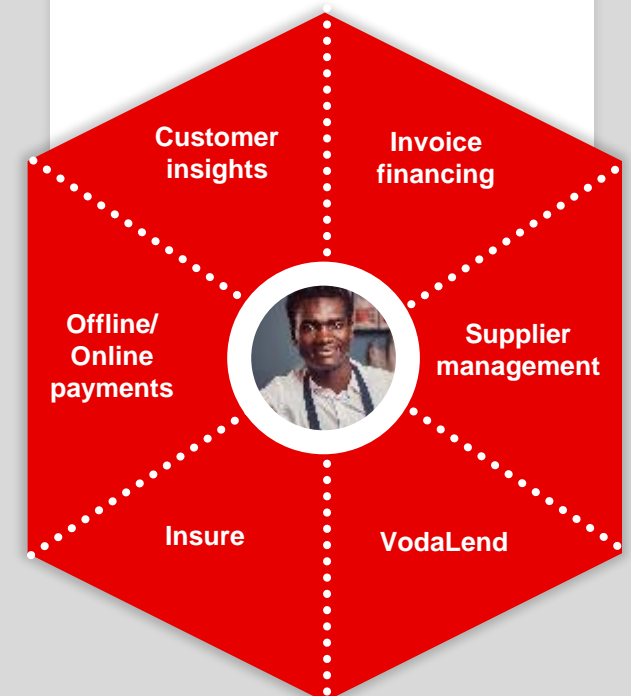 Customer
insights
Invoice
financing
Offline/
Online
payments
Supplier
management
Insure
VodaLend